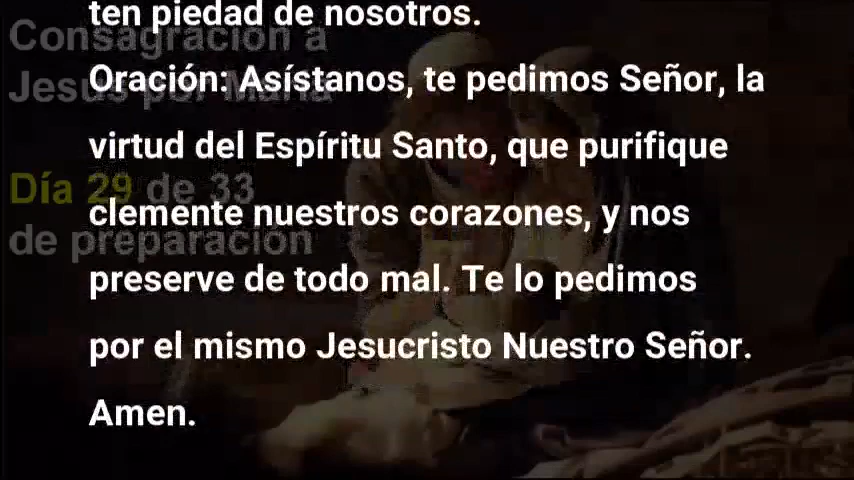 ten piedad de nosotros.
Oración: Asístanos, te pedimos Señor, la
virtud del Espíritu Santo, que purifique
clemente nuestros corazones, y nos
preserve de todo mal. Te lo pedimos
por el mismo Jesucristo Nuestro Señor.
Amen.
Consagración a
Jesus por Maria
Día 29 de 33
de preparación